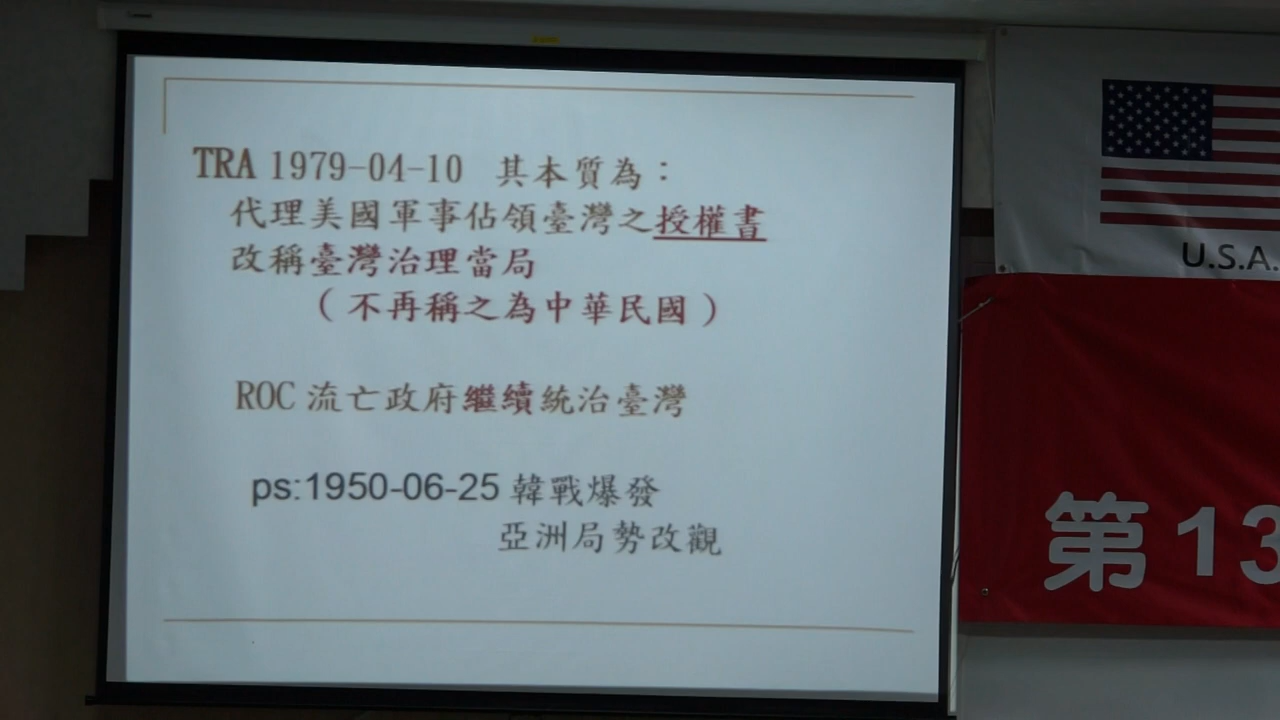 TRA 1979-04-10 其本質為：
代理美國軍事佔領臺灣之授權書
改稱臺灣治理當局
（不再稱之為中華民國）
ROC 流亡政府繼續統治臺灣
ps:1950-06-25 韓戰爆發
亞洲局勢改觀
U.S.A.
第13